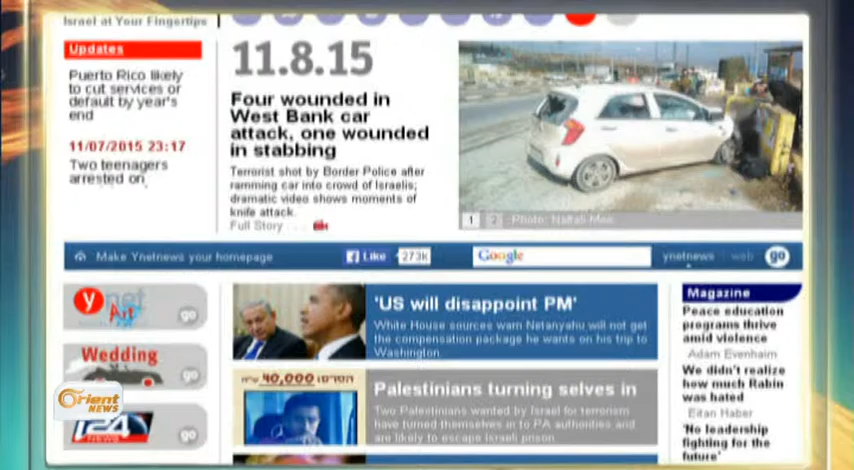 Israel at Your Fingertips
Updates
Puerto Rico likely
to cut services or
default by year's
end
11/07/2015 23:17
Two teenagers
arrested on
11.8.15
Four wounded in
West Bank car
attack, one wounded
in stabbing
Terrorist shot by Border Police after
ramming car into crowd of Israelis;
dramatic video shows moments of
knife attack.
Full Story . . .
1 2 Photo: Naftali
Make Ynetnews your homepage
Like 273k
Google
ynetnews web go
ynet
Art
go
Wedding
go
i24
NEWS
go
Orient
NEWS
'US will disappoint PM'
White House sources warn Netanyahu will not get
the compensation package he wants on his trip to
Washington.
40,000
Palestinians turning selves in
Two Palestinians wanted by Israel for terrorism
have turned themselves in to PA authorities and
are likely to escape Israeli prison.
Magazine
Peace education
programs thrive
amid violence
Adam Evenhaim
We didn't realize
how much Rabin
was hated
Eitan Haber
'No leadership
fighting for the
future'